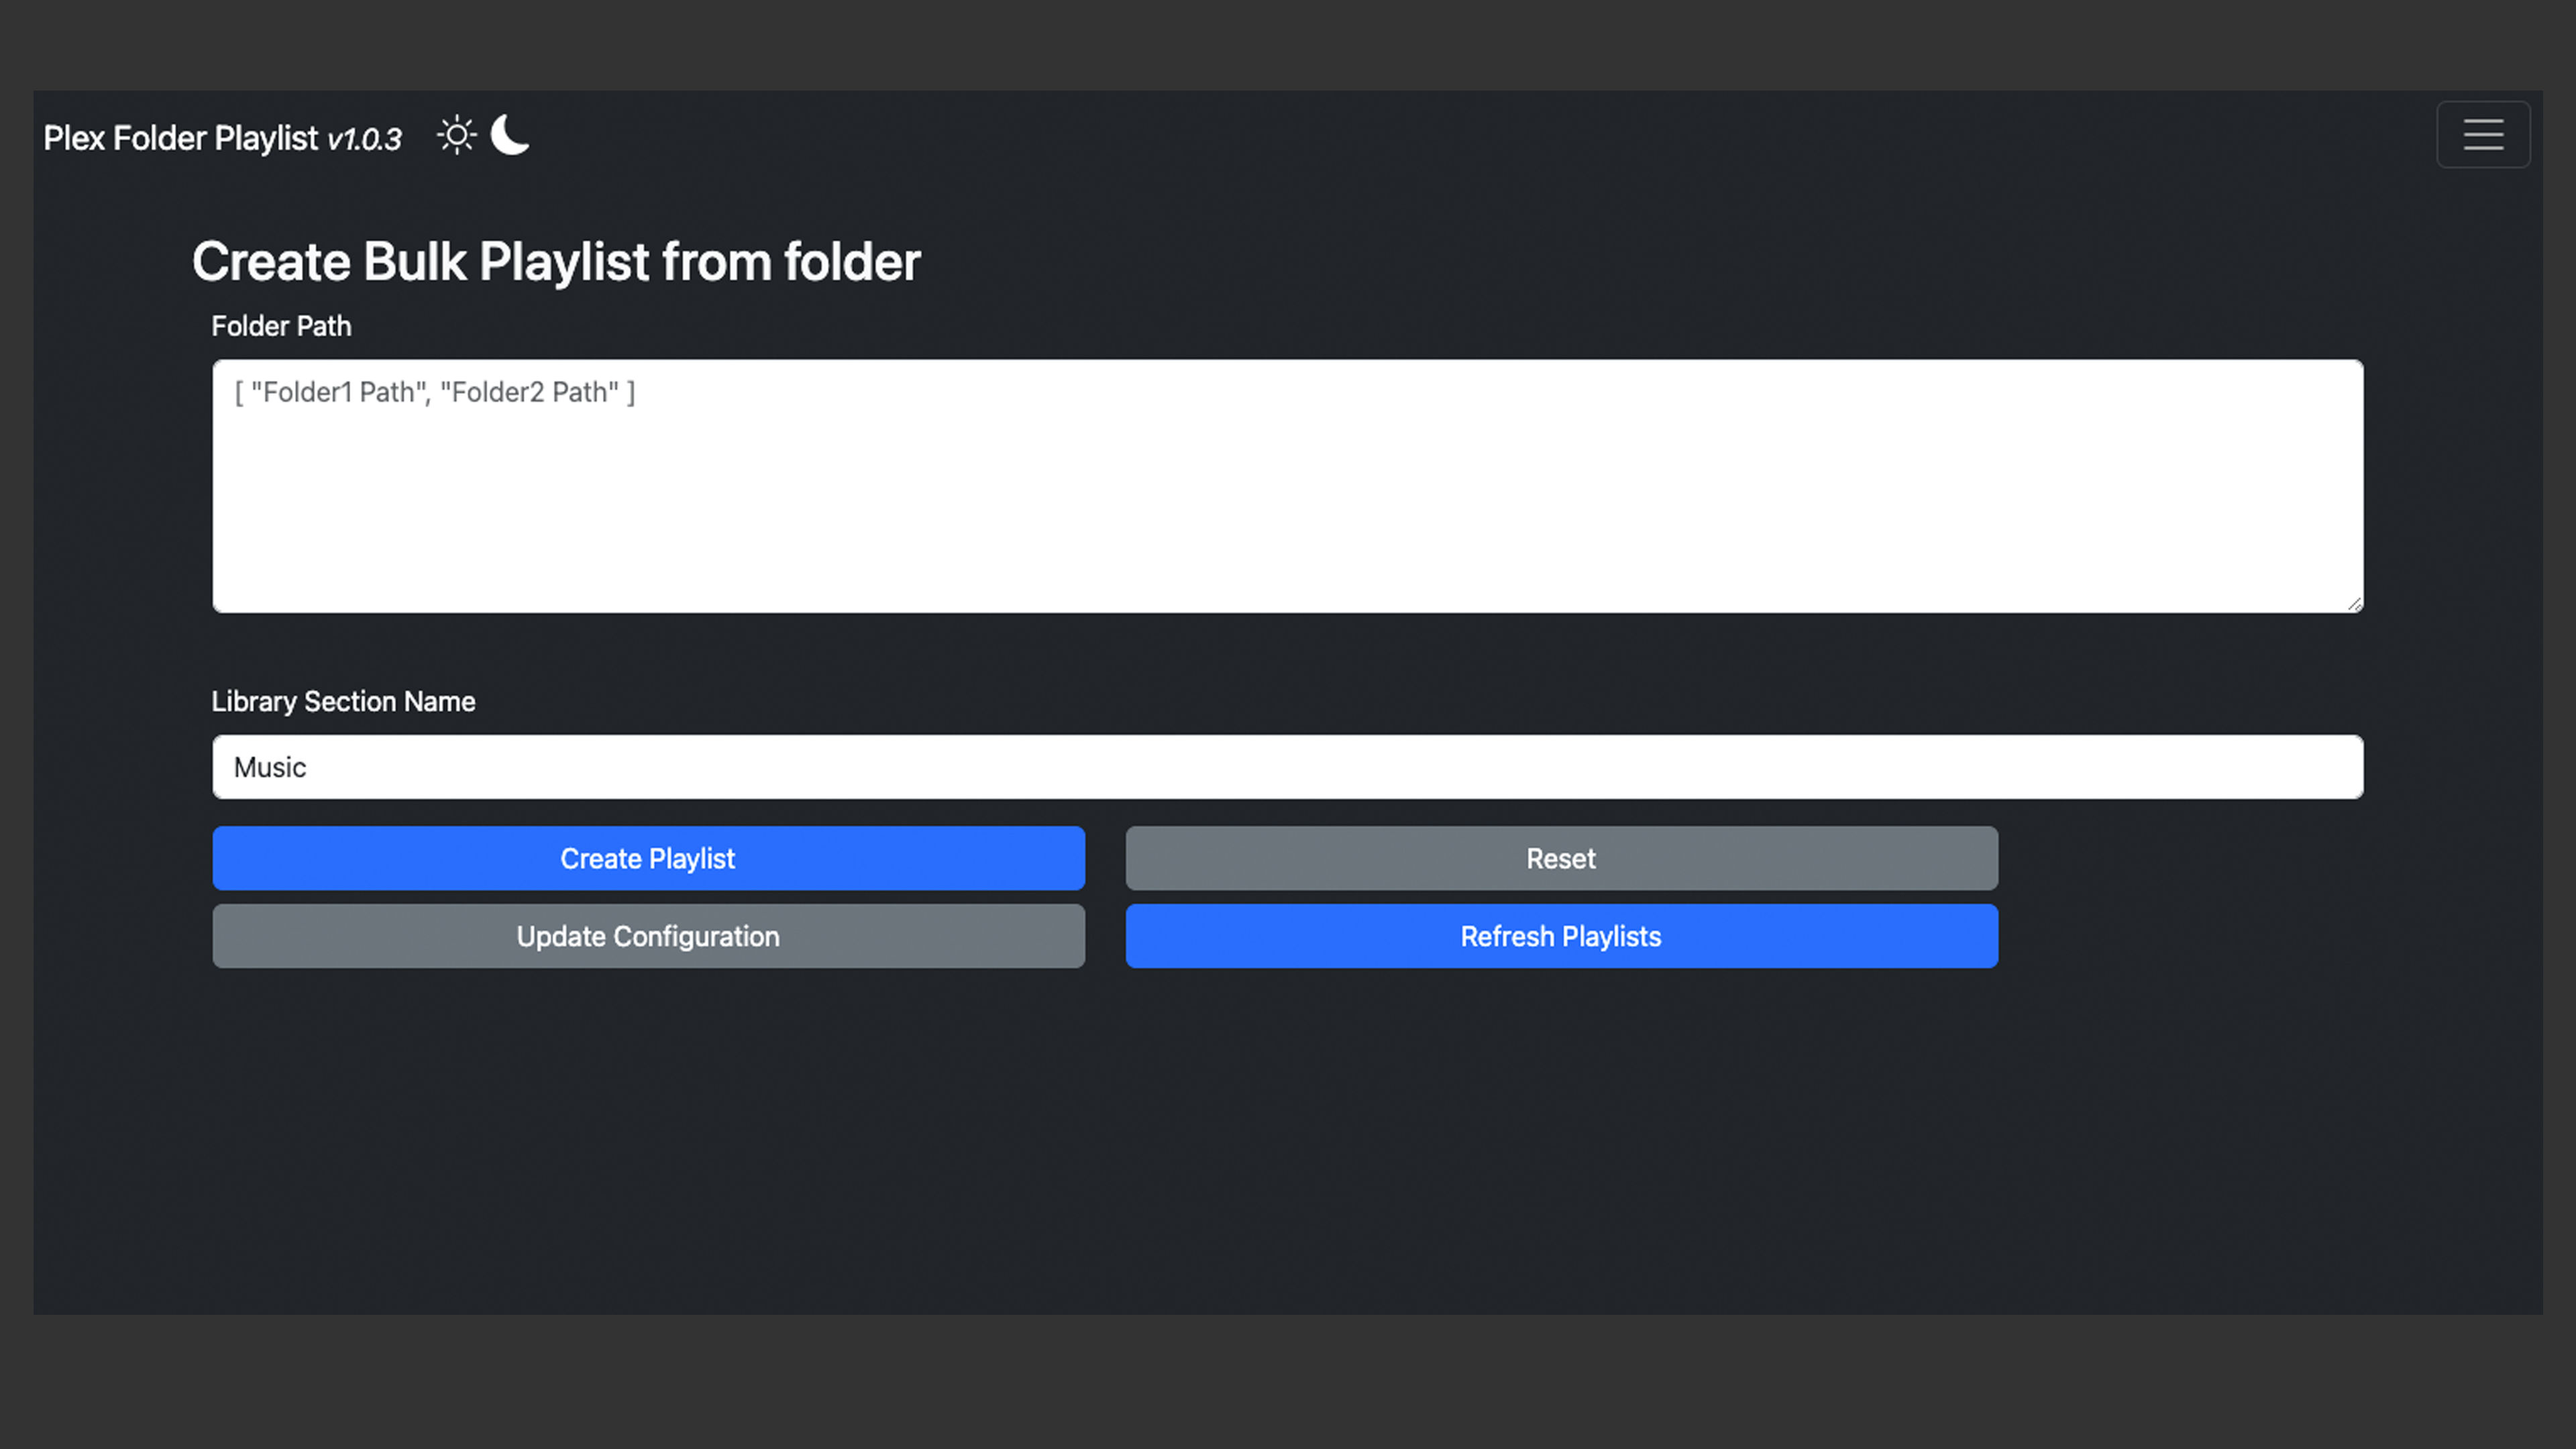 Plex Folder Playlist v1.0.3
Create Bulk Playlist from folder
Folder Path
[ "Folder1 Path", "Folder2 Path" ]
Library Section Name
Music
Create Playlist
Reset
Update Configuration
Refresh Playlists